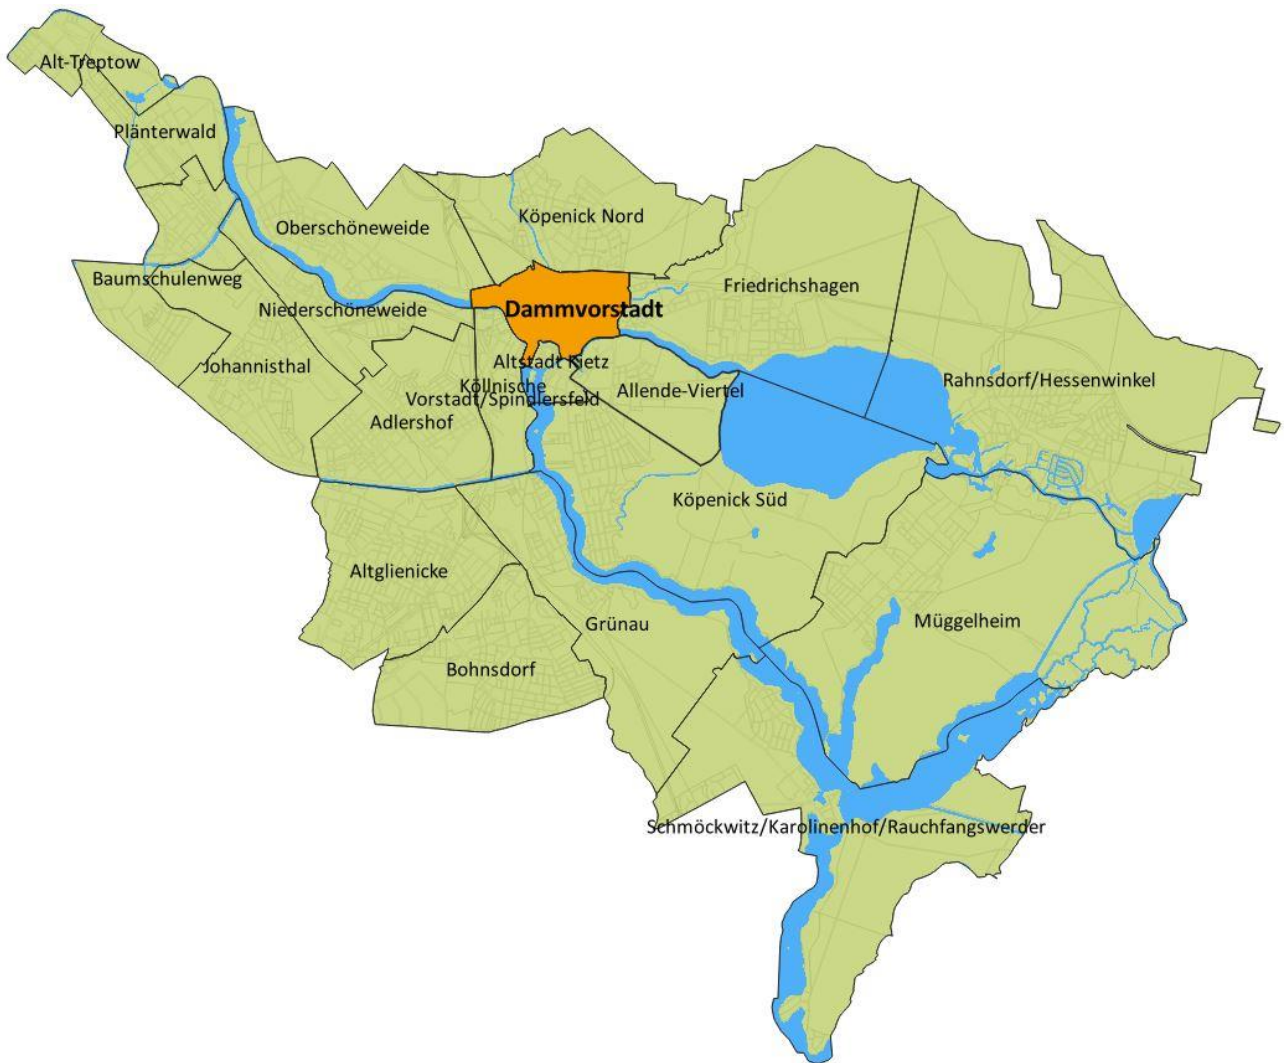 Alt-Treptow
Plänterwald
Köpenick Nord
Oberschöneweide
Baumschulenweg
Friedrichshagen
Niederschöneweide
Dammvorstadt
Johannisthal
Altstadt Kietz
Rahnsdorf/Hessenwinkel
Köllnische
Allende-Viertel
Vorstadt/Spindlersfeld
Adlershof
Köpenick Süd
Altglienicke
Grünau
Müggelheim
Bohnsdorf
Schmöckwitz/Karolinenhof/Rauchfangswerder